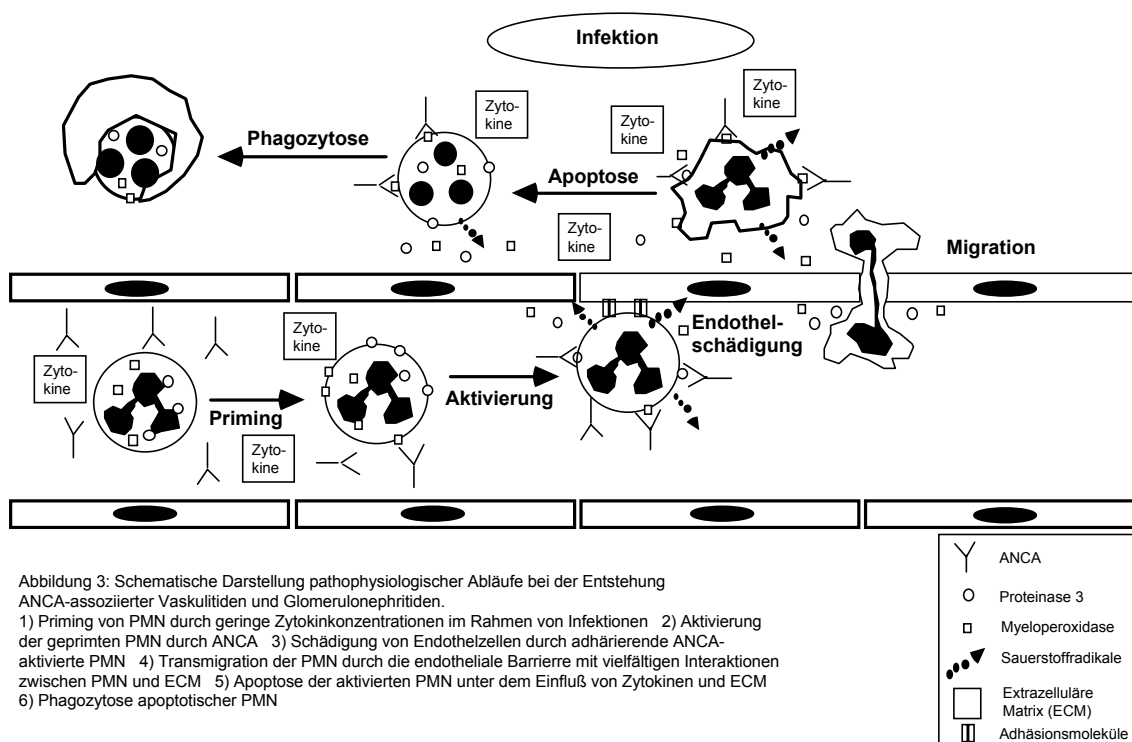 Infektion
Zyto-
kine
Zyto-
kine
Zyto-
kine
Phagozytose
Apoptose
Zyto-
kine
Migration
Zyto-
kine
Zyto-
kine
Endothel-
schädigung
Aktivierung
Priming
Zyto-
kine
Abbildung 3: Schematische Darstellung pathophysiologischer Abläufe bei der Entstehung
ANCA-assoziierter Vaskulitiden und Glomerulonephritiden.
1) Priming von PMN durch geringe Zytokinkonzentrationen im Rahmen von Infektionen 2) Aktivierung
der geprimten PMN durch ANCA 3) Schädigung von Endothelzellen durch adhärierende ANCA-
aktivierte PMN 4) Transmigration der PMN durch die endotheliale Barrierre mit vielfältigen Interaktionen
zwischen PMN und ECM 5) Apoptose der aktivierten PMN unter dem Einfluß von Zytokinen und ECM
6) Phagozytose apoptotischer PMN
ANCA
Proteinase 3
Myeloperoxidase
Sauerstoffradikale
Extrazelluläre
Matrix (ECM)
Adhäsionsmoleküle